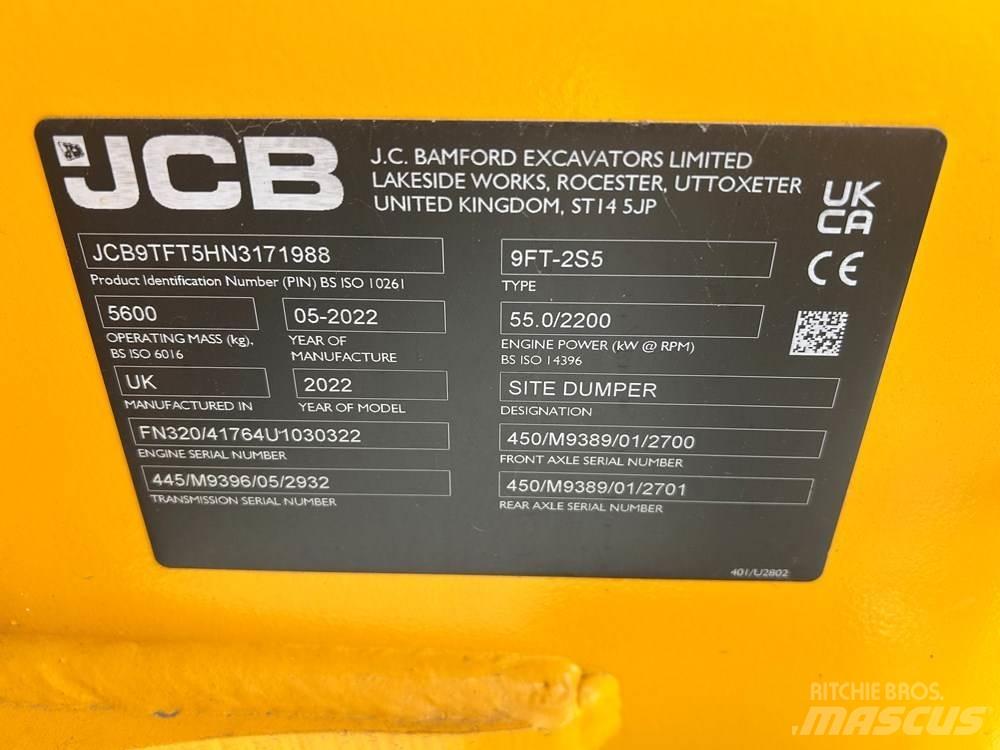 JCB
J.C. BAMFORD EXCAVATORS LIMITED
LAKESIDE WORKS, ROCESTER, UTTOXETER
UNITED KINGDOM, ST14 5JP
UK
CA
CE
JCB9TFT5HN3171988
Product Identification Number (PIN) BS ISO 10261
9FT-2S5
TYPE
5600
OPERATING MASS (kg).
BS ISO 6016
05-2022
YEAR OF
MANUFACTURE
55.0/2200
ENGINE POWER (kW @ RPM)
BS ISO 14396
UK
MANUFACTURED IN
2022
YEAR OF MODEL
SITE DUMPER
DESIGNATION
FN320/41764U1030322
ENGINE SERIAL NUMBER
450/M9389/01/2700
FRONT AXLE SERIAL NUMBER
445/M9396/05/2932
TRANSMISSION SERIAL NUMBER
450/M9389/01/2701
REAR AXLE SERIAL NUMBER
401/U2802
RITCHIE BROS.
MASCUS